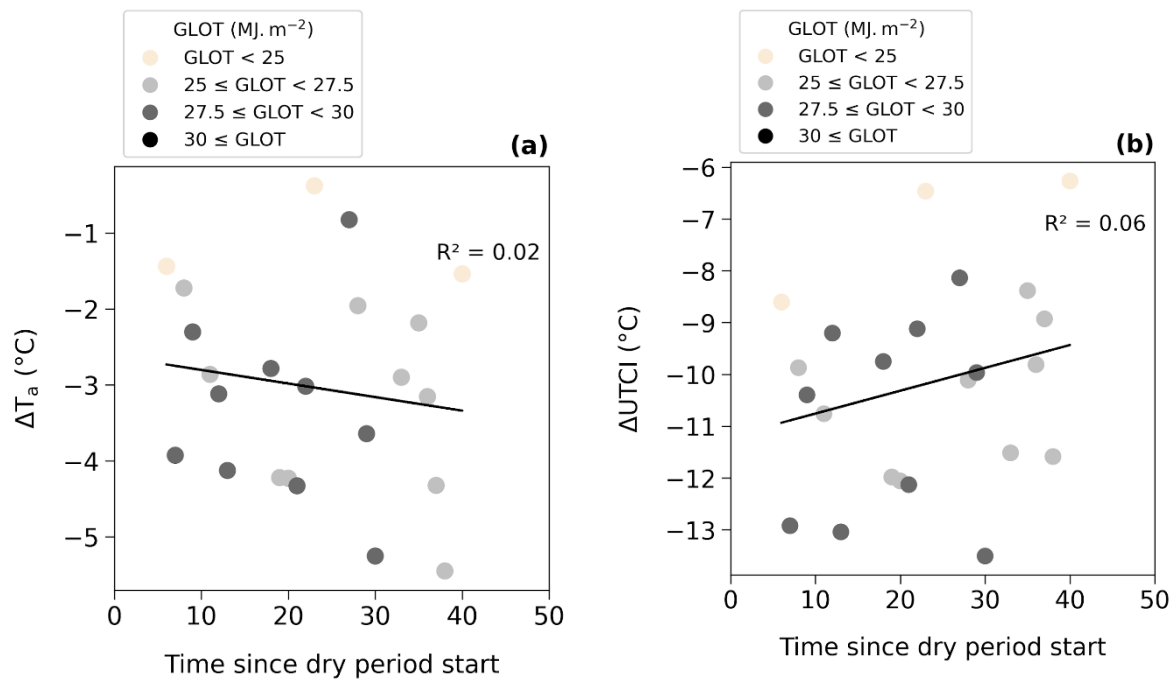 GLOT (MJ. m⁻²)
GLOT < 25
25 ≤ GLOT < 27.5
27.5 ≤ GLOT < 30
30 ≤ GLOT
(a)
R² = 0.02
−1
−2
−3
−4
−5
ΔTₐ (°C)
0 10 20 30 40 50
Time since dry period start
GLOT (MJ. m⁻²)
GLOT < 25
25 ≤ GLOT < 27.5
27.5 ≤ GLOT < 30
30 ≤ GLOT
(b)
R² = 0.06
−6
−7
−8
−9
−10
−11
−12
−13
ΔUTCI (°C)
0 10 20 30 40 50
Time since dry period start